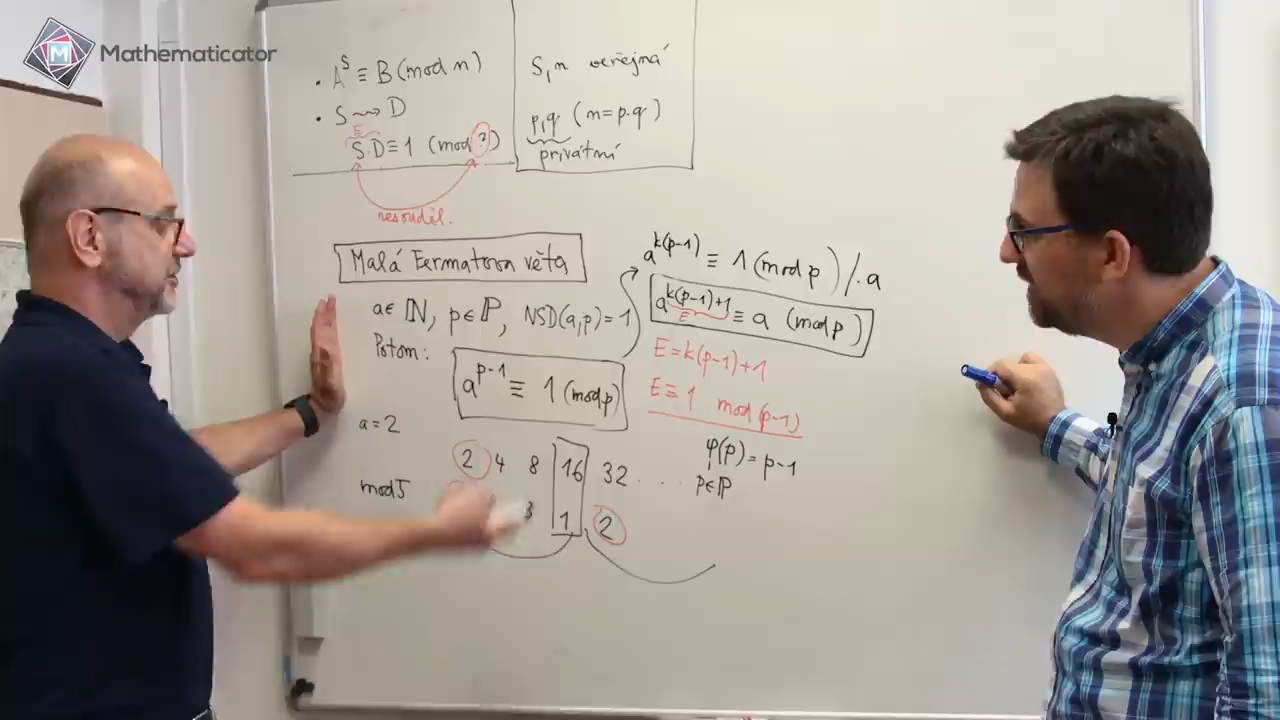 Mathematicator
• A^S ≡ B (mod n)
• S ⇝ D
E
S·D ≡ 1 (mod ?)
nesouděl.
S, n veřejná
p, q (n = p·q)
privátní
Malá Fermatova věta
a ∈ ℕ, p ∈ ℙ, NSD(a, p) = 1
Potom:
a^{p-1} ≡ 1 (mod p)
a^{k(p-1)} ≡ 1 (mod p) /· a
a^{k(p-1)+1} ≡ a (mod p)
E
E = k(p-1)+1
E ≡ 1 mod (p-1)
φ(p) = p-1
p ∈ ℙ
a = 2
2 4 8 16 32 . . .
mod 5
3 1 2